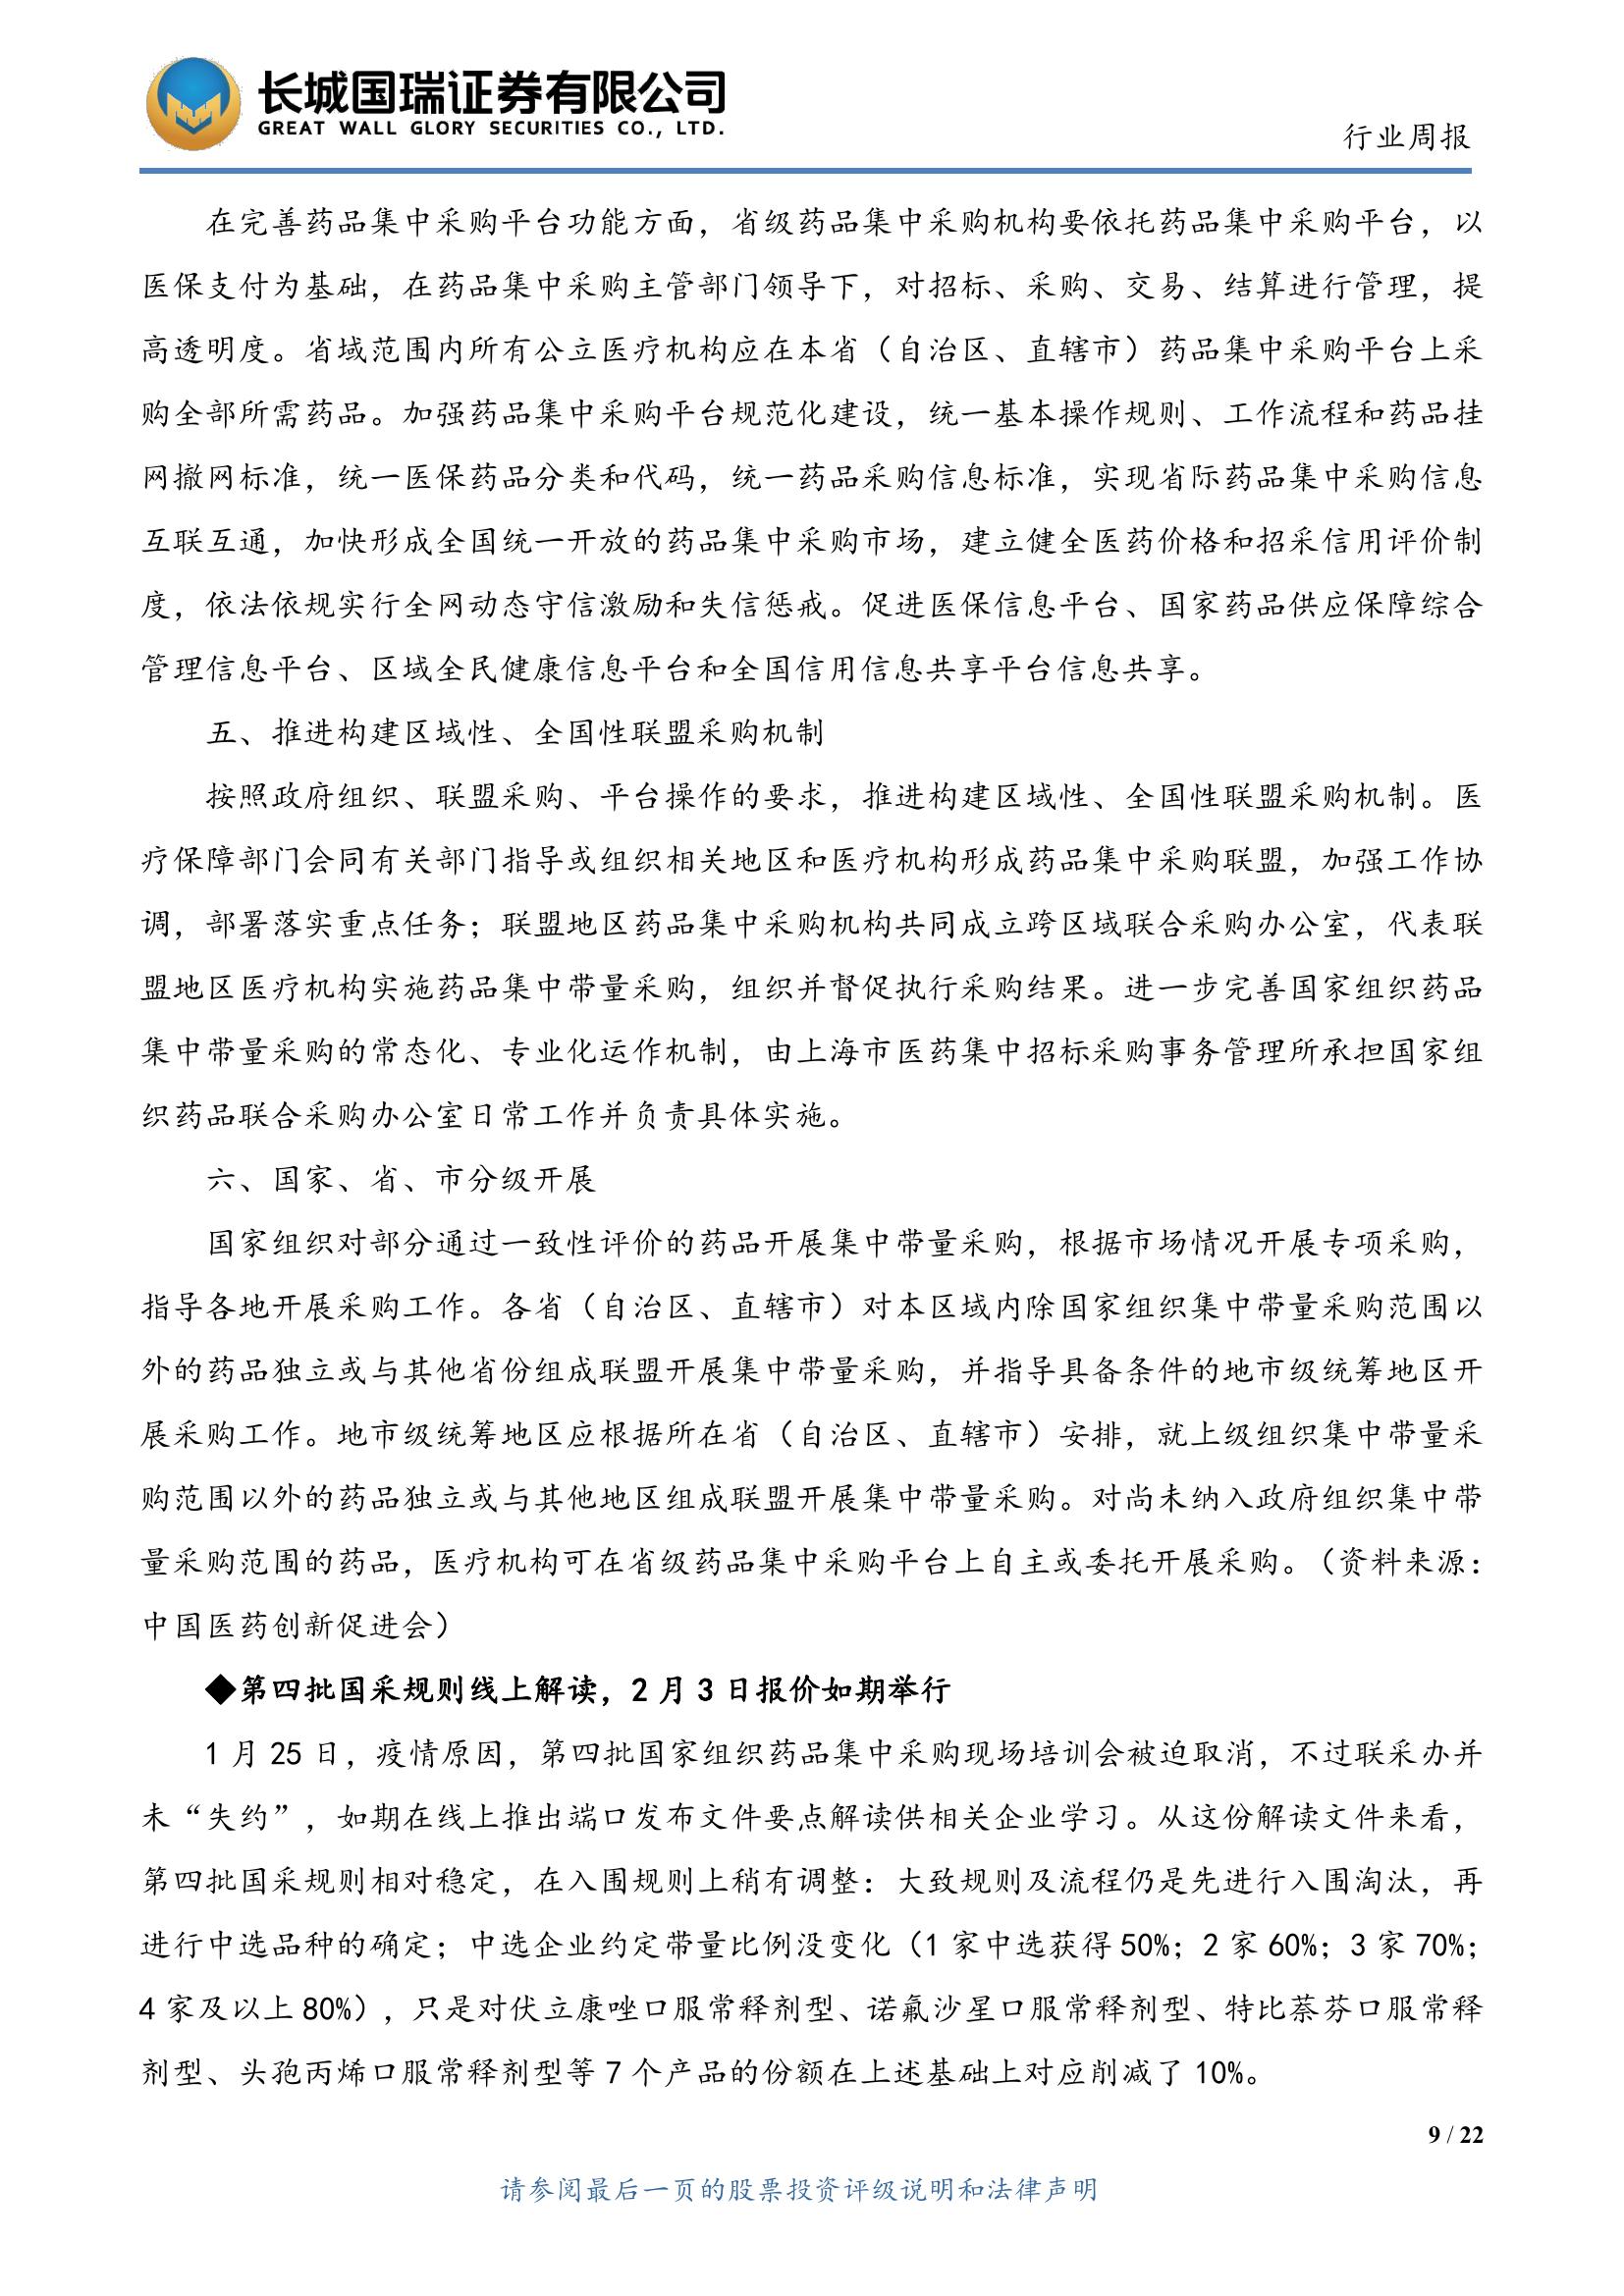 长城国瑞证券有限公司
GREAT WALL GLORY SECURITIES CO., LTD.
行业周报
在完善药品集中采购平台功能方面，省级药品集中采购机构要依托药品集中采购平台，以
医保支付为基础，在药品集中采购主管部门领导下，对招标、采购、交易、结算进行管理，提
高透明度。省域范围内所有公立医疗机构应在本省（自治区、直辖市）药品集中采购平台上采
购全部所需药品。加强药品集中采购平台规范化建设，统一基本操作规则、工作流程和药品挂
网撤网标准，统一医保药品分类和代码，统一药品采购信息标准，实现省际药品集中采购信息
互联互通，加快形成全国统一开放的药品集中采购市场，建立健全医药价格和招采信用评价制
度，依法依规实行全网动态守信激励和失信惩戒。促进医保信息平台、国家药品供应保障综合
管理信息平台、区域全民健康信息平台和全国信用信息共享平台信息共享。
五、推进构建区域性、全国性联盟采购机制
按照政府组织、联盟采购、平台操作的要求，推进构建区域性、全国性联盟采购机制。医
疗保障部门会同有关部门指导或组织相关地区和医疗机构形成药品集中采购联盟，加强工作协
调，部署落实重点任务；联盟地区药品集中采购机构共同成立跨区域联合采购办公室，代表联
盟地区医疗机构实施药品集中带量采购，组织并督促执行采购结果。进一步完善国家组织药品
集中带量采购的常态化、专业化运作机制，由上海市医药集中招标采购事务管理所承担国家组
织药品联合采购办公室日常工作并负责具体实施。
六、国家、省、市分级开展
国家组织对部分通过一致性评价的药品开展集中带量采购，根据市场情况开展专项采购，
指导各地开展采购工作。各省（自治区、直辖市）对本区域内除国家组织集中带量采购范围以
外的药品独立或与其他省份组成联盟开展集中带量采购，并指导具备条件的地市级统筹地区开
展采购工作。地市级统筹地区应根据所在省（自治区、直辖市）安排，就上级组织集中带量采
购范围以外的药品独立或与其他地区组成联盟开展集中带量采购。对尚未纳入政府组织集中带
量采购范围的药品，医疗机构可在省级药品集中采购平台上自主或委托开展采购。（资料来源：
中国医药创新促进会）
◆第四批国采规则线上解读，2 月 3 日报价如期举行
1 月 25 日，疫情原因，第四批国家组织药品集中采购现场培训会被迫取消，不过联采办并
未“失约”，如期在线上推出端口发布文件要点解读供相关企业学习。从这份解读文件来看，
第四批国采规则相对稳定，在入围规则上稍有调整：大致规则及流程仍是先进行入围淘汰，再
进行中选品种的确定；中选企业约定带量比例没变化（1 家中选获得 50%；2 家 60%；3 家 70%；
4 家及以上 80%），只是对伏立康唑口服常释剂型、诺氟沙星口服常释剂型、特比萘芬口服常释
剂型、头孢丙烯口服常释剂型等 7 个产品的份额在上述基础上对应削减了 10%。
9 / 22
请参阅最后一页的股票投资评级说明和法律声明